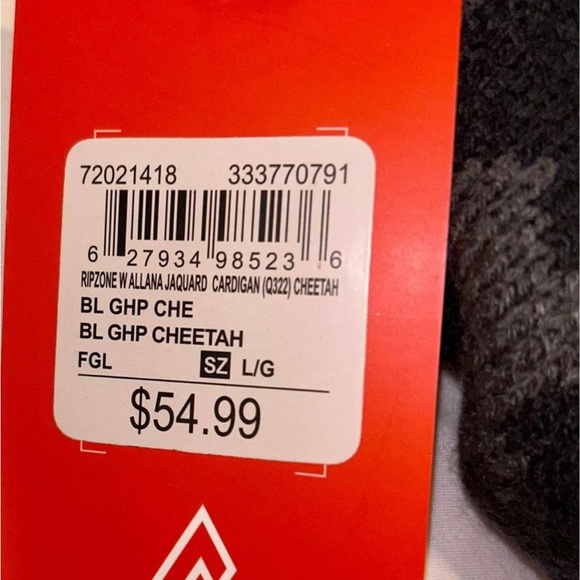 72021418 333770791
6 27934 98523 6
RIPZONE W ALLANA JAQUARD CARDIGAN (Q322) CHEETAH
BL GHP CHE
BL GHP CHEETAH
FGL SZ L/G
$54.99